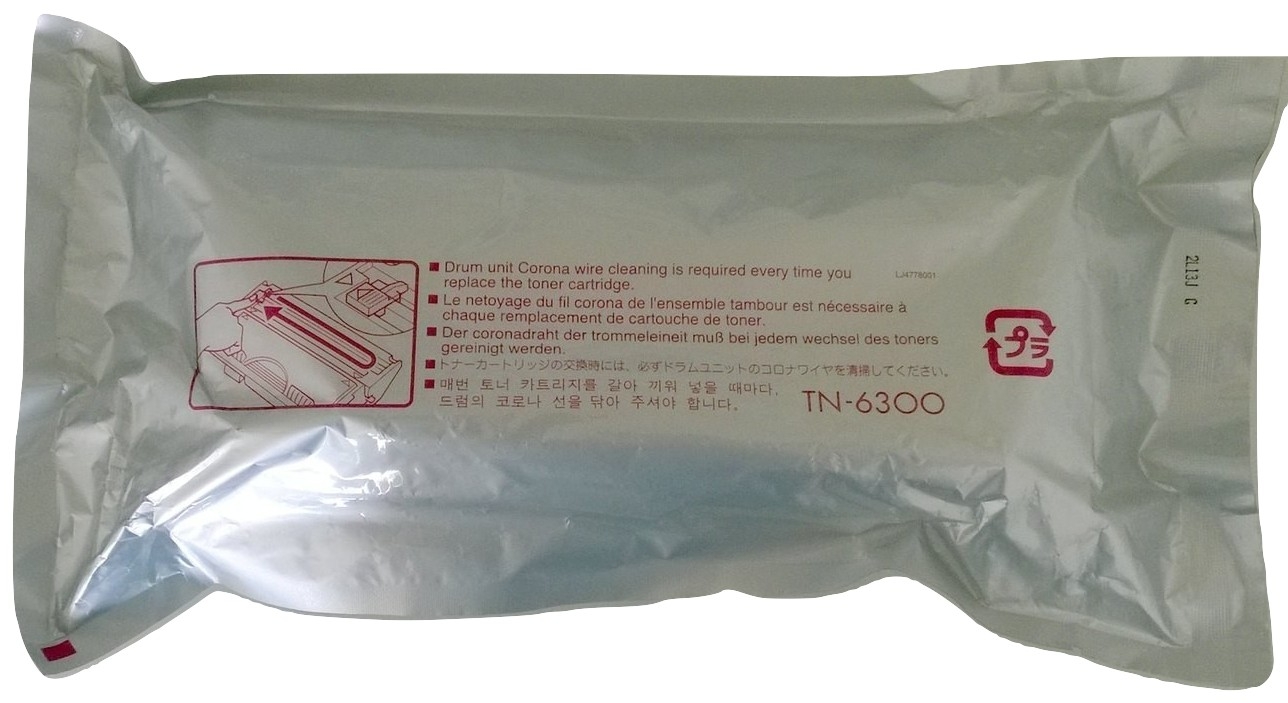 ■ Drum unit Corona wire cleaning is required every time you
replace the toner cartridge.
LJ4778001
■ Le netoyage du fil corona de l'ensemble tambour est nécessaire à
chaque remplacement de cartouche de toner.
■ Der coronadraht der trommeleineit muß bei jedem wechsel des toners
gereinigt werden.
■ トナーカートリッジの交換時には、必ずドラムユニットのコロナワイヤを清掃してください。
■ 매번 토너 카트리지를 갈아 끼워 넣을 때마다,
드럼의 코로나 선을 닦아 주셔야 합니다.
TN-6300
プラ
2L13J G